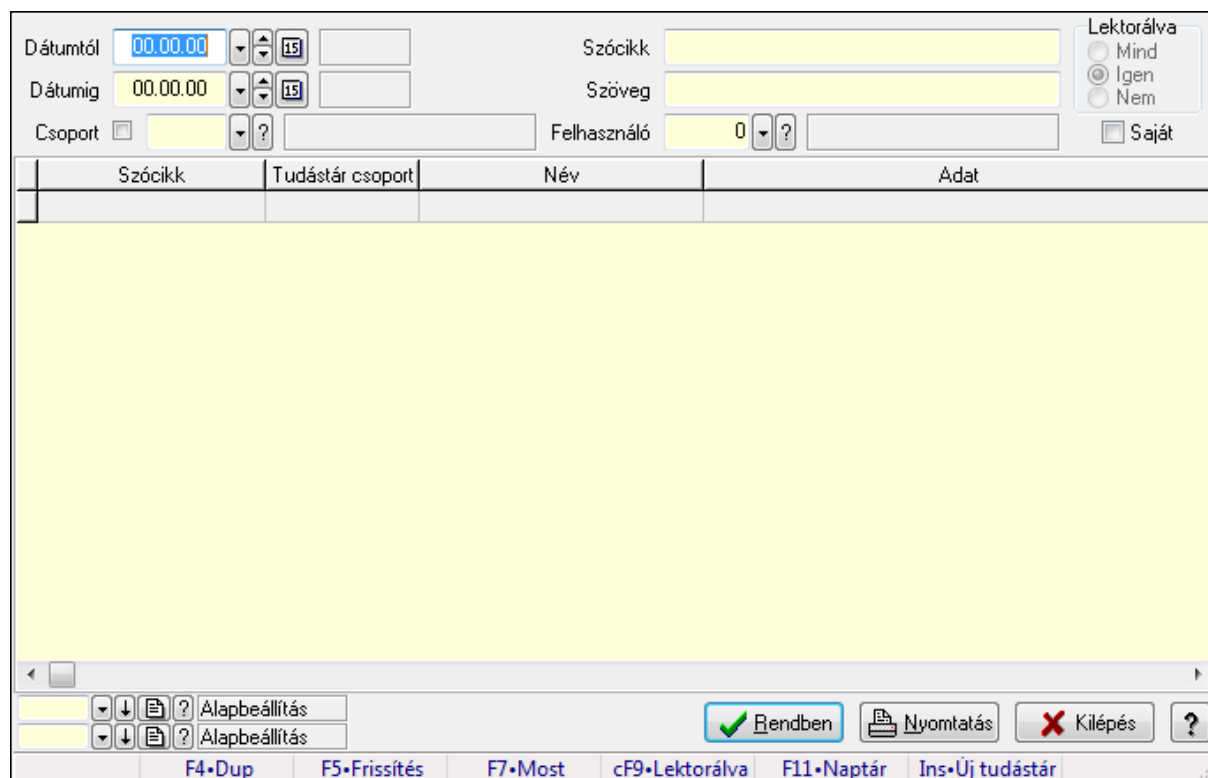 Dátumtól 00.00.00 15 Szócikk Lektorálva
Mind
Dátumig 00.00.00 15 Szöveg Igen
Nem
Csoport ? Felhasználó 0 ? Saját
Szócikk Tudástár csoport Név Adat
? Alapbeállítás
? Alapbeállítás
Rendben Nyomtatás Kilépés ?
F4•Dup F5•Frissítés F7•Most cF9•Lektorálva F11•Naptár Ins•Új tudástár